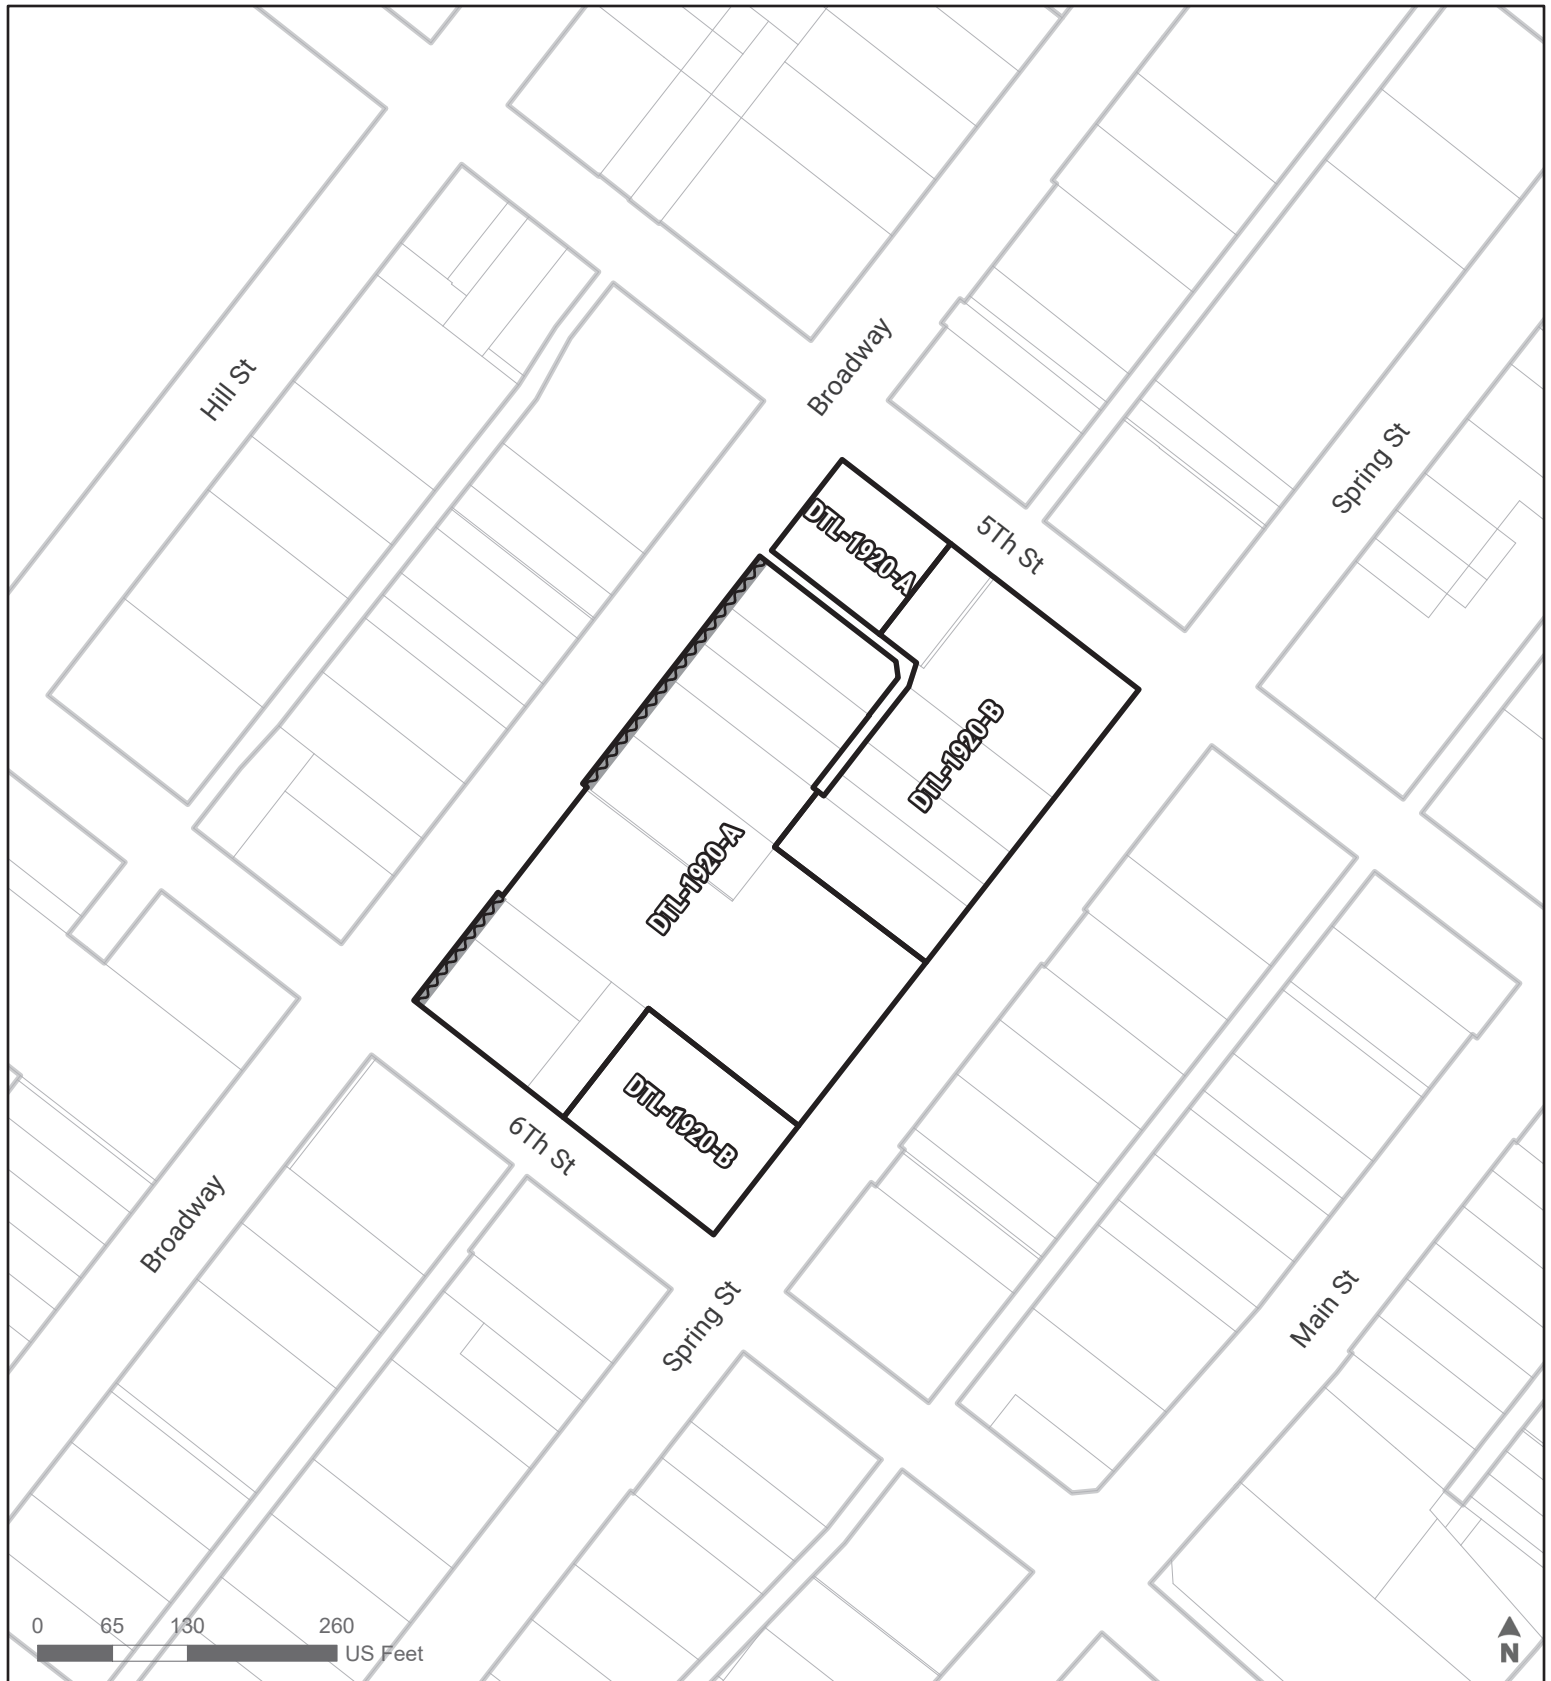 Broadway
Hill St
Spring St
DTL-1920-A
5Th St
DTL-1920-B
DTL-1920-A
DTL-1920-B
6Th St
Broadway
Spring St
Main St
0 65 130 260
US Feet
N